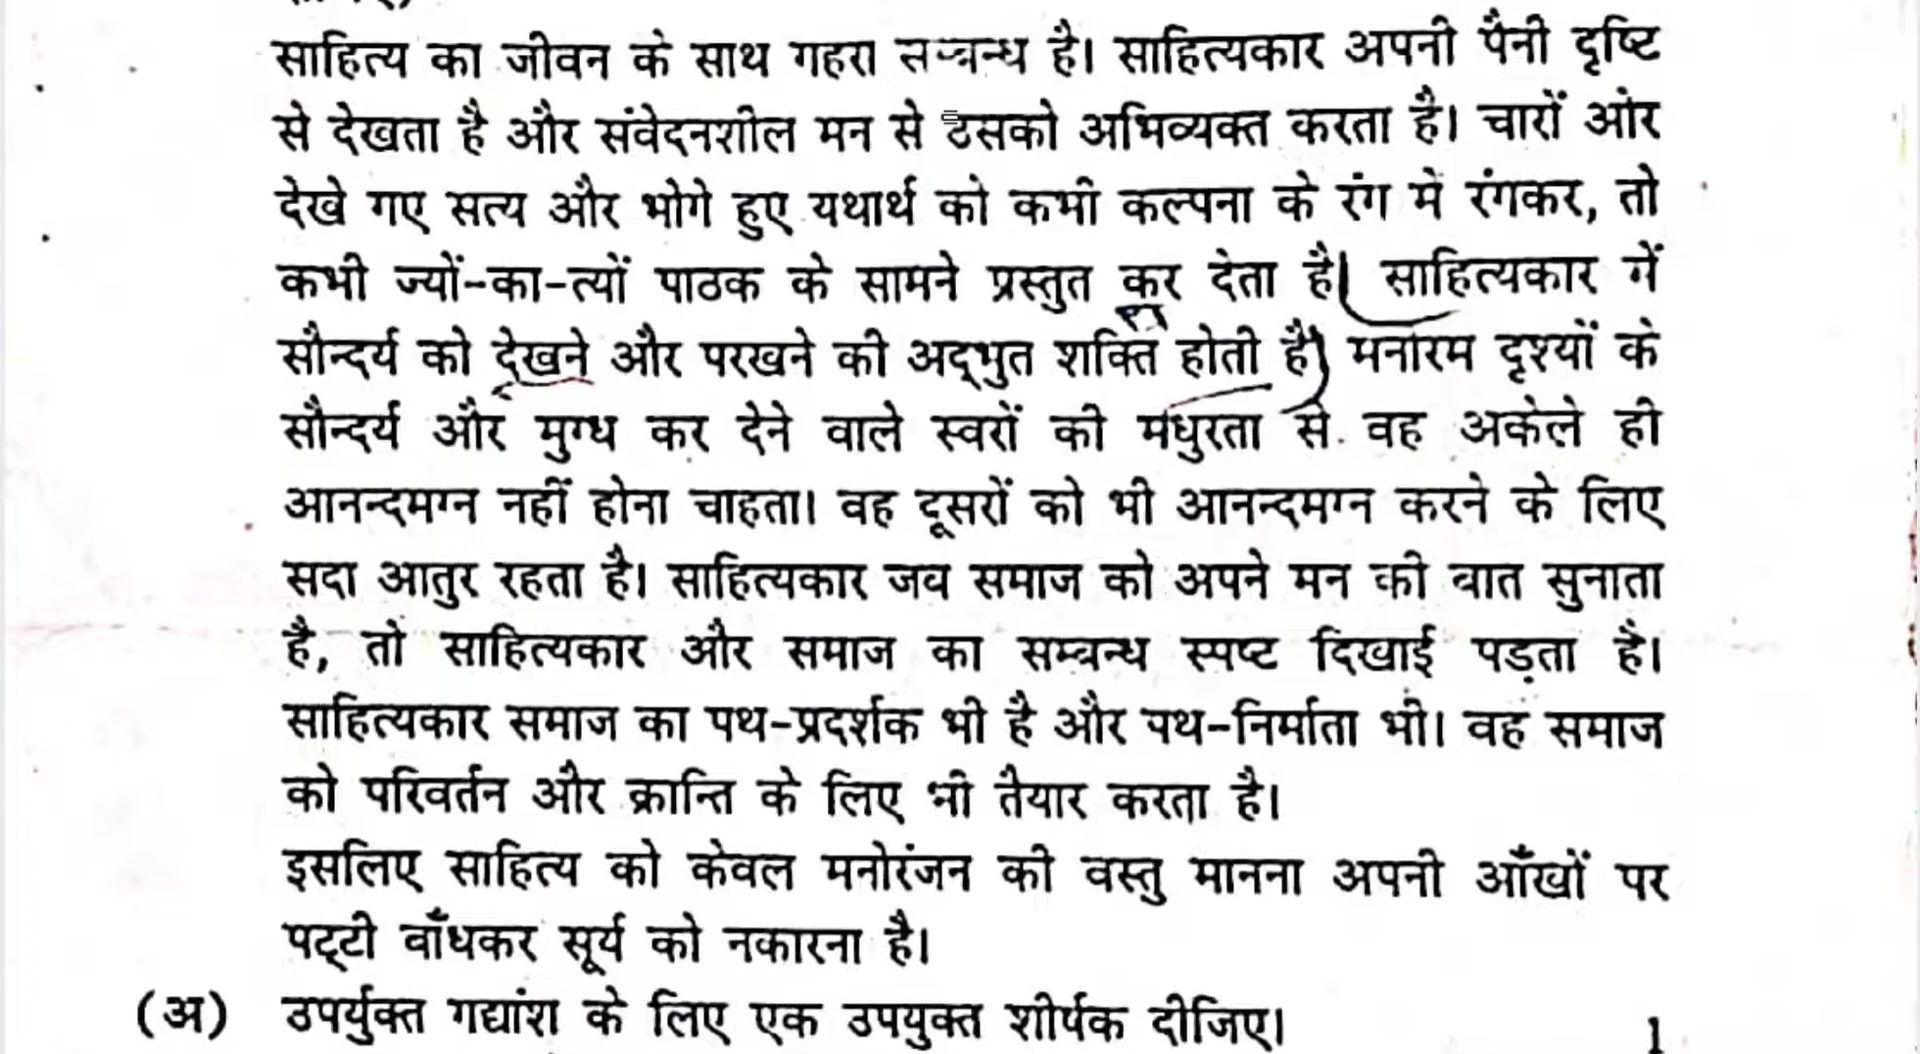 साहित्य का जीवन के साथ गहरा सम्बन्ध है। साहित्यकार अपनी पैनी दृष्टि
से देखता है और संवेदनशील मन से उसको अभिव्यक्त करता है। चारों ओर
देखे गए सत्य और भोगे हुए यथार्थ को कभी कल्पना के रंग में रंगकर, तो
कभी ज्यों-का-त्यों पाठक के सामने प्रस्तुत कर देता है। साहित्यकार में
सौन्दर्य को देखने और परखने की अद्‌भुत शक्ति होती है। मनोरम दृश्यों के
सौन्दर्य और मुग्ध कर देने वाले स्वरों की मधुरता से वह अकेले ही
आनन्दमग्न नहीं होना चाहता। वह दूसरों को भी आनन्दमग्न करने के लिए
सदा आतुर रहता है। साहित्यकार जब समाज को अपने मन की बात सुनाता
है, तो साहित्यकार और समाज का सम्बन्ध स्पष्ट दिखाई पड़ता है।
साहित्यकार समाज का पथ-प्रदर्शक भी है और पथ-निर्माता भी। वह समाज
को परिवर्तन और क्रान्ति के लिए भी तैयार करता है।
इसलिए साहित्य को केवल मनोरंजन की वस्तु मानना अपनी आँखों पर
पट्‌टी बाँधकर सूर्य को नकारना है।
(अ) उपर्युक्त गद्यांश के लिए एक उपयुक्त शीर्षक दीजिए। 1